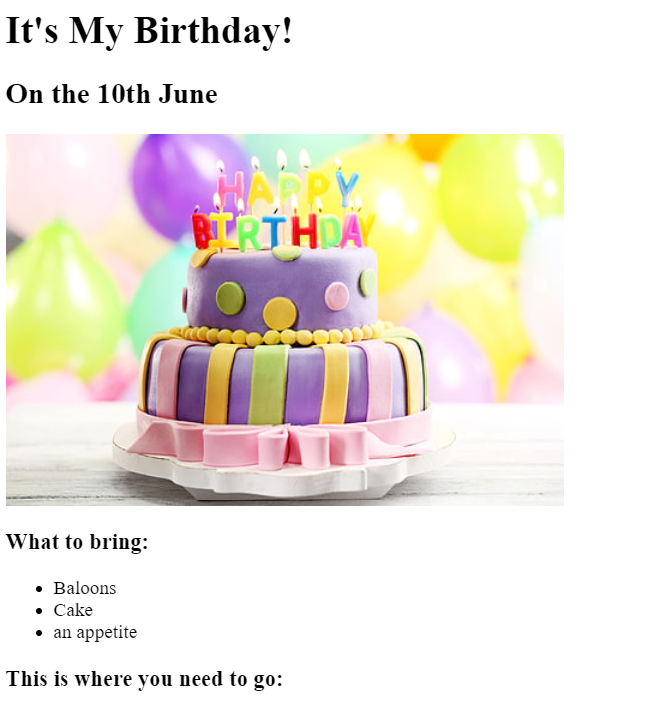 It's My Birthday!
On the 10th June
HAPPY
BIRTHDAY
What to bring:
Baloons
Cake
an appetite
This is where you need to go: